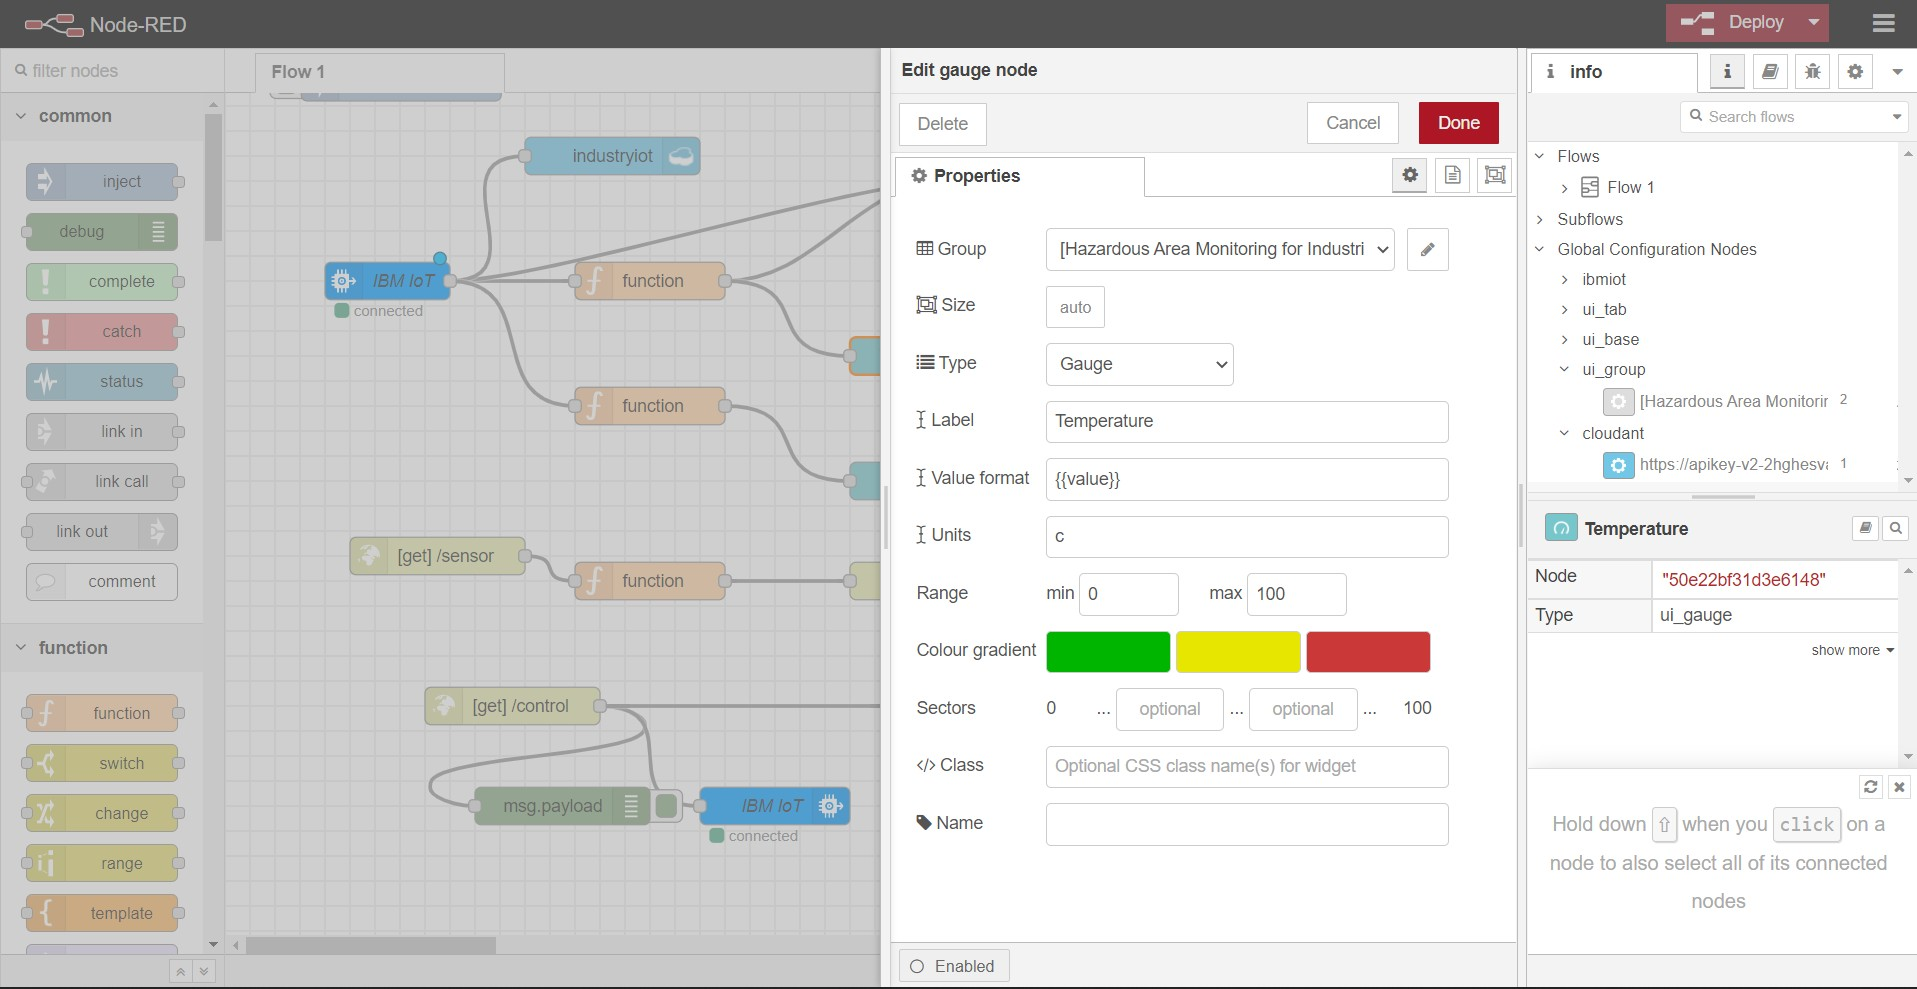 Node-RED
Deploy
filter nodes
Flow 1
common
inject
debug
complete
catch
status
link in
link call
link out
comment
function
function
switch
change
range
template
industryiot
IBM IoT
connected
function
function
[get] /sensor
function
[get] /control
msg.payload
IBM IoT
connected
Edit gauge node
Delete
Cancel
Done
Properties
Group
[Hazardous Area Monitoring for Industri
Size
auto
Type
Gauge
Label
Temperature
Value format
{{value}}
Units
c
Range
min 0
max 100
Colour gradient
Sectors
0 ... optional ... optional ... 100
</> Class
Optional CSS class name(s) for widget
Name
Enabled
info
Search flows
Flows
Flow 1
Subflows
Global Configuration Nodes
ibmiot
ui_tab
ui_base
ui_group
[Hazardous Area Monitorir 2
cloudant
https://apikey-v2-2hghesva 1
Temperature
Node "50e22bf31d3e6148"
Type ui_gauge
show more
Hold down ⇧ when you click on a
node to also select all of its connected
nodes